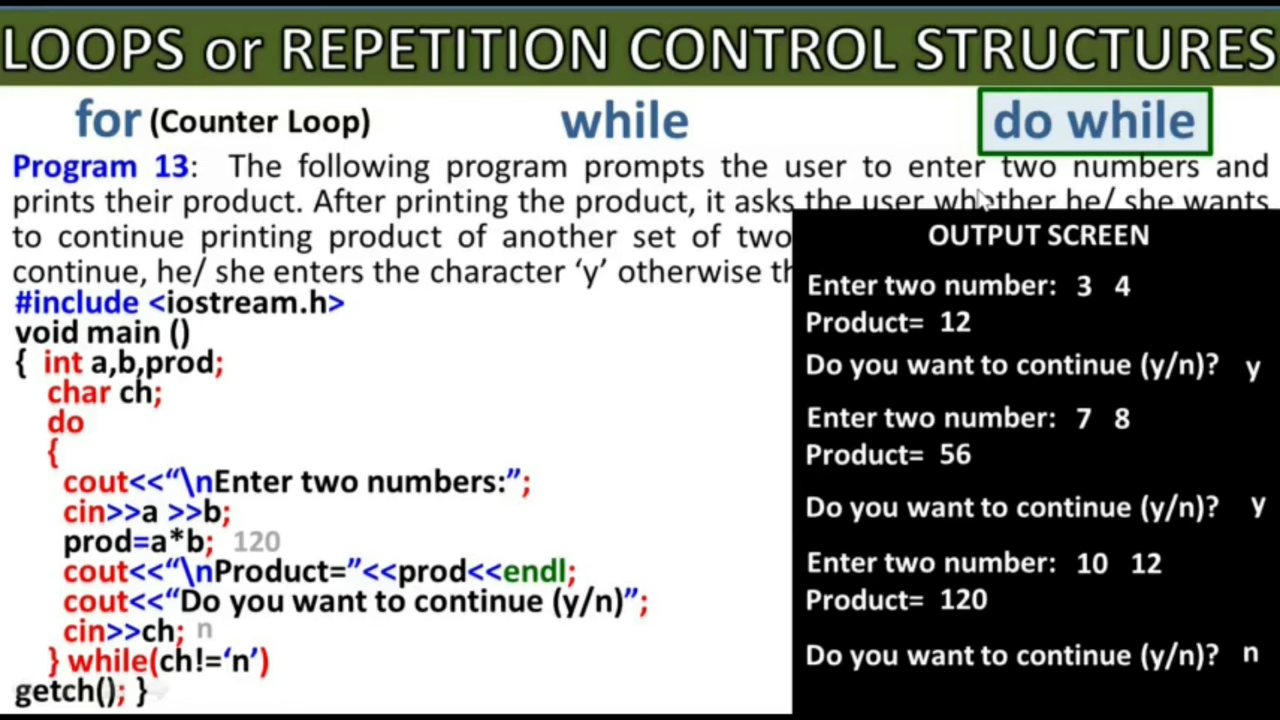 LOOPS or REPETITION CONTROL STRUCTURES
for (Counter Loop) while do while
Program 13: The following program prompts the user to enter two numbers and
prints their product. After printing the product, it asks the user whether he/ she wants
to continue printing product of another set of two
continue, he/ she enters the character ‘y’ otherwise
#include <iostream.h>
void main ()
{ int a,b,prod;
char ch;
do
{
cout<<“\nEnter two numbers:”;
cin>>a >>b;
prod=a*b; 120
cout<<“\nProduct=”<<prod<<endl;
cout<<“Do you want to continue (y/n)”;
cin>>ch; n
} while(ch!=‘n’)
getch(); }
OUTPUT SCREEN
Enter two number: 3 4
Product= 12
Do you want to continue (y/n)? y
Enter two number: 7 8
Product= 56
Do you want to continue (y/n)? y
Enter two number: 10 12
Product= 120
Do you want to continue (y/n)? n